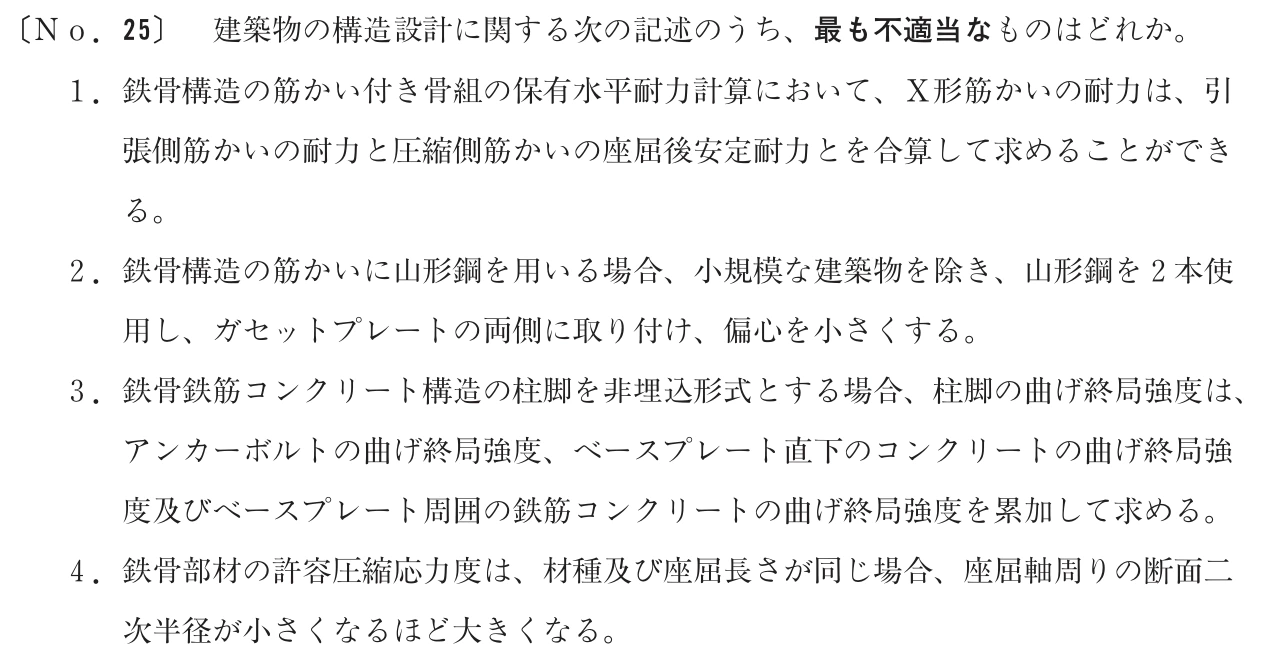 〔Ｎｏ．25〕　建築物の構造設計に関する次の記述のうち、最も不適当なものはどれか。
１．鉄骨構造の筋かい付き骨組の保有水平耐力計算において、Ｘ形筋かいの耐力は、引
張側筋かいの耐力と圧縮側筋かいの座屈後安定耐力とを合算して求めることができ
る。
２．鉄骨構造の筋かいに山形鋼を用いる場合、小規模な建築物を除き、山形鋼を２本使
用し、ガセットプレートの両側に取り付け、偏心を小さくする。
３．鉄骨鉄筋コンクリート構造の柱脚を非埋込形式とする場合、柱脚の曲げ終局強度は、
アンカーボルトの曲げ終局強度、ベースプレート直下のコンクリートの曲げ終局強
度及びベースプレート周囲の鉄筋コンクリートの曲げ終局強度を累加して求める。
４．鉄骨部材の許容圧縮応力度は、材種及び座屈長さが同じ場合、座屈軸周りの断面二
次半径が小さくなるほど大きくなる。